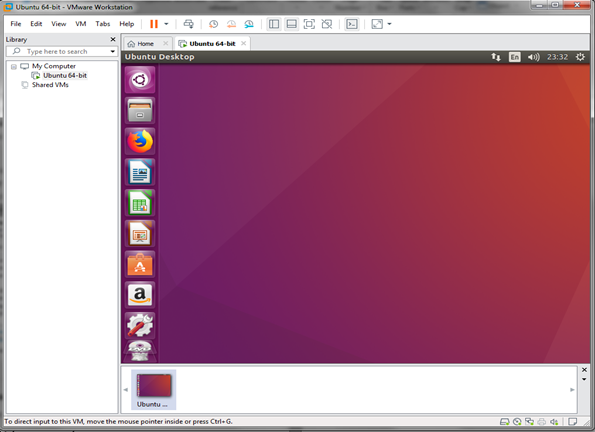 Ubuntu 64-bit - VMware Workstation
File Edit View VM Tabs Help
Library
Type here to search
My Computer
Ubuntu 64-bit
Shared VMs
Home
Ubuntu 64-bit
Ubuntu Desktop
En
23:32
Ubuntu ...
To direct input to this VM, move the mouse pointer inside or press Ctrl+G.